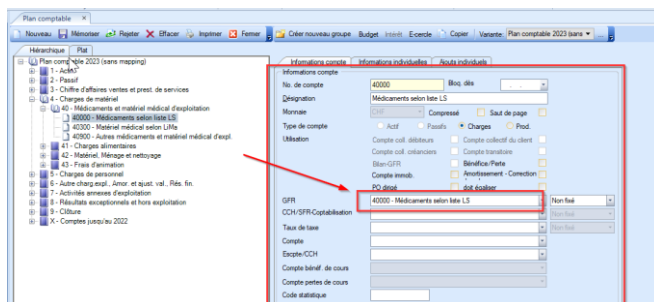 Plan comptable ×
Nouveau Mémoriser Rejeter Effacer Imprimer Fermer Créer nouveau groupe Budget Intérêt E-cercle Copier Variante: Plan comptable 2023 (sans
Hiérarchique Plat
Plan comptable 2023 (sans mapping)
1 - Actifs
2 - Passif
3 - Chiffre d'affaires ventes et prest. de services
4 - Charges de matériel
40 - Médicaments et matériel médical d'exploitation
40000 - Médicaments selon liste LS
40300 - Matériel médical selon LiMa
40900 - Autres médicaments et matériel médical d'expl.
41 - Charges alimentaires
42 - Matériel. Ménage et nettoyage
43 - Frais d'animation
5 - Charges de personnel
6 - Autre charg.expl., Amor. et ajust. val., Rés. fin.
7 - Activités annexes d'exploitation
8 - Résultats exceptionnels et hors exploitation
9 - Clôture
X - Comptes jusqu'au 2022
Informations compte Informations individuelles Ajouts individuels
Informations compte
No. de compte 40000 Bloq. dès
Désignation Médicaments selon liste LS
Monnaie CHF Compressé Saut de page
Type de compte Actif Passifs Charges Prod.
Utilisation Compte coll. débiteurs Compte collectif du client
Compte coll. créanciers Compte transitoire
Bilan-GFR Bénéfice/Perte
Compte immob. Amortissement - Correction
PO dirigé doit égaliser
GFR 40000 - Médicaments selon liste LS Non fixé
CCH/SFR-Coptabilisation Non fixé
Taux de taxe Non fixé
Compte
Escpte/CCH
Compte bénéf. de cours
Compte pertes de cours
Code statistique